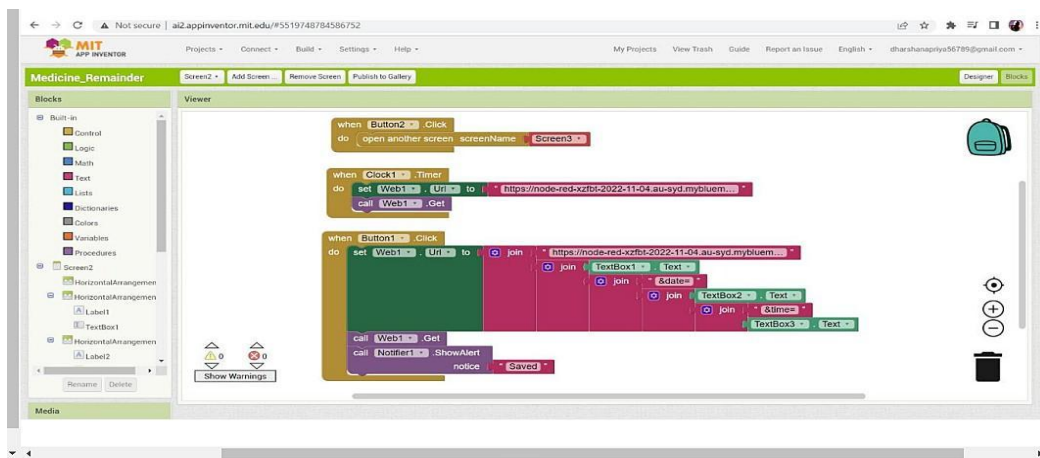 Not secure | ai2.appinventor.mit.edu/#5519748784586752
MIT
APP INVENTOR
Projects Connect Build Settings Help My Projects View Trash Guide Report an Issue English dharshanapriya56789@gmail.com
Medicine_Remainder Screen2 Add Screen ... Remove Screen Publish to Gallery Designer Blocks
Blocks Viewer
Built-in
Control
Logic
Math
Text
Lists
Dictionaries
Colors
Variables
Procedures
Screen2
HorizontalArrangemen
HorizontalArrangemen
Label1
TextBox1
HorizontalArrangemen
Label2
Rename Delete
Media
when Button2 .Click
do open another screen screenName Screen3
when Clock1 .Timer
do set Web1 . Url to " https://node-red-xzfbt-2022-11-04.au-syd.mybluem... "
call Web1 .Get
when Button1 .Click
do set Web1 . Url to join " https://node-red-xzfbt-2022-11-04.au-syd.mybluem... "
join TextBox1 . Text
join " &date= "
join TextBox2 . Text
join " &time= "
TextBox3 . Text
call Web1 .Get
call Notifier1 .ShowAlert
notice " Saved "
0 0
Show Warnings